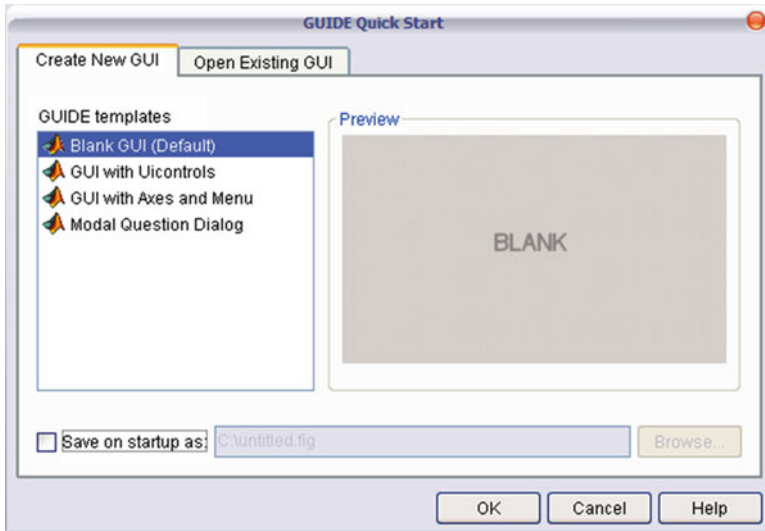 GUIDE Quick Start
Create New GUI
Open Existing GUI
GUIDE templates
Blank GUI (Default)
GUI with Uicontrols
GUI with Axes and Menu
Modal Question Dialog
Preview
BLANK
Save on startup as:
C:\untitled.fig
Browse...
OK
Cancel
Help